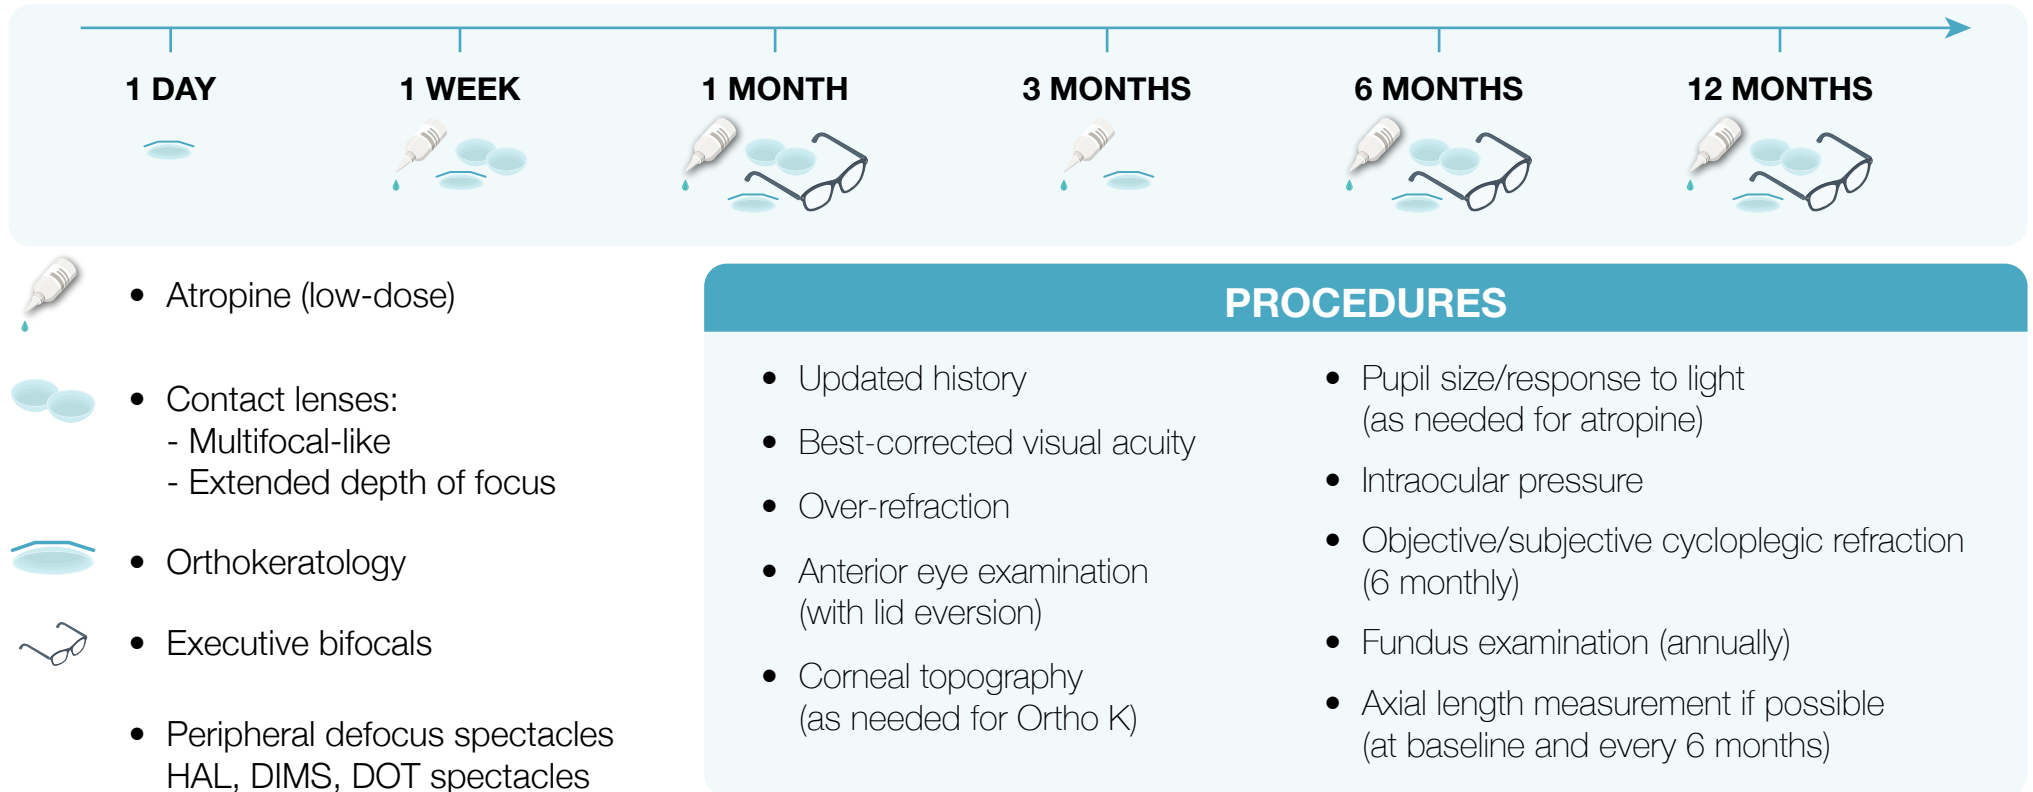 1 DAY
1 WEEK
1 MONTH
3 MONTHS
6 MONTHS
12 MONTHS
• Atropine (low-dose)
• Contact lenses:
- Multifocal-like
- Extended depth of focus
• Orthokeratology
• Executive bifocals
• Peripheral defocus spectacles
HAL, DIMS, DOT spectacles
PROCEDURES
• Updated history
• Best-corrected visual acuity
• Over-refraction
• Anterior eye examination
(with lid eversion)
• Corneal topography
(as needed for Ortho K)
• Pupil size/response to light
(as needed for atropine)
• Intraocular pressure
• Objective/subjective cycloplegic refraction
(6 monthly)
• Fundus examination (annually)
• Axial length measurement if possible
(at baseline and every 6 months)